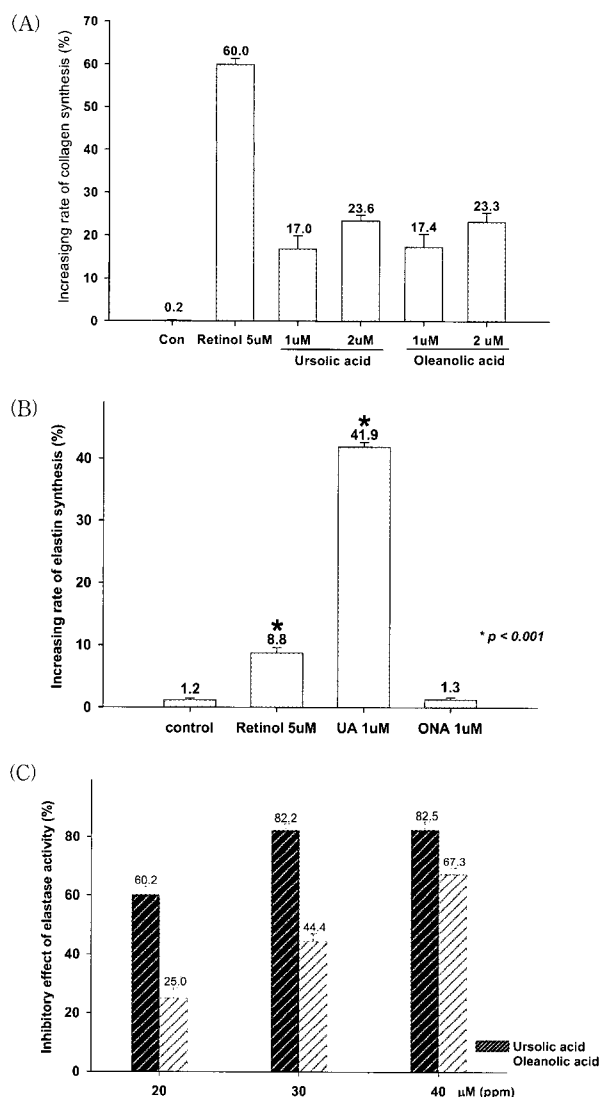 (A)
Increasigng rate of collagen synthesis (%)
70
60
50
40
30
20
10
0
0.2
60.0
17.0
23.6
17.4
23.3
Con Retinol 5uM 1uM 2uM 1uM 2 uM
Ursolic acid Oleanolic acid
(B)
Increasing rate of elastin synthesis (%)
40
30
20
10
0
1.2
*
8.8
*
41.9
1.3
* p < 0.001
control Retinol 5uM UA 1uM ONA 1uM
(C)
Inhibitory effect of elastase activity (%)
80
60
40
20
0
60.2
25.0
82.2
44.4
82.5
67.3
Ursolic acid
Oleanolic acid
20 30 40 μM (ppm)